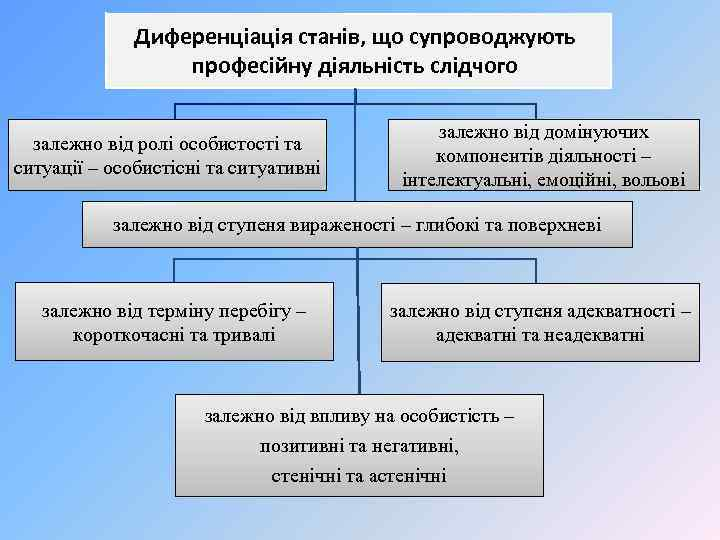 Диференціація станів, що супроводжують
професійну діяльність слідчого
залежно від ролі особистості та
ситуації – особистісні та ситуативні
залежно від домінуючих
компонентів діяльності –
інтелектуальні, емоційні, вольові
залежно від ступеня вираженості – глибокі та поверхневі
залежно від терміну перебігу –
короткочасні та тривалі
залежно від ступеня адекватності –
адекватні та неадекватні
залежно від впливу на особистість –
позитивні та негативні,
стенічні та астенічні